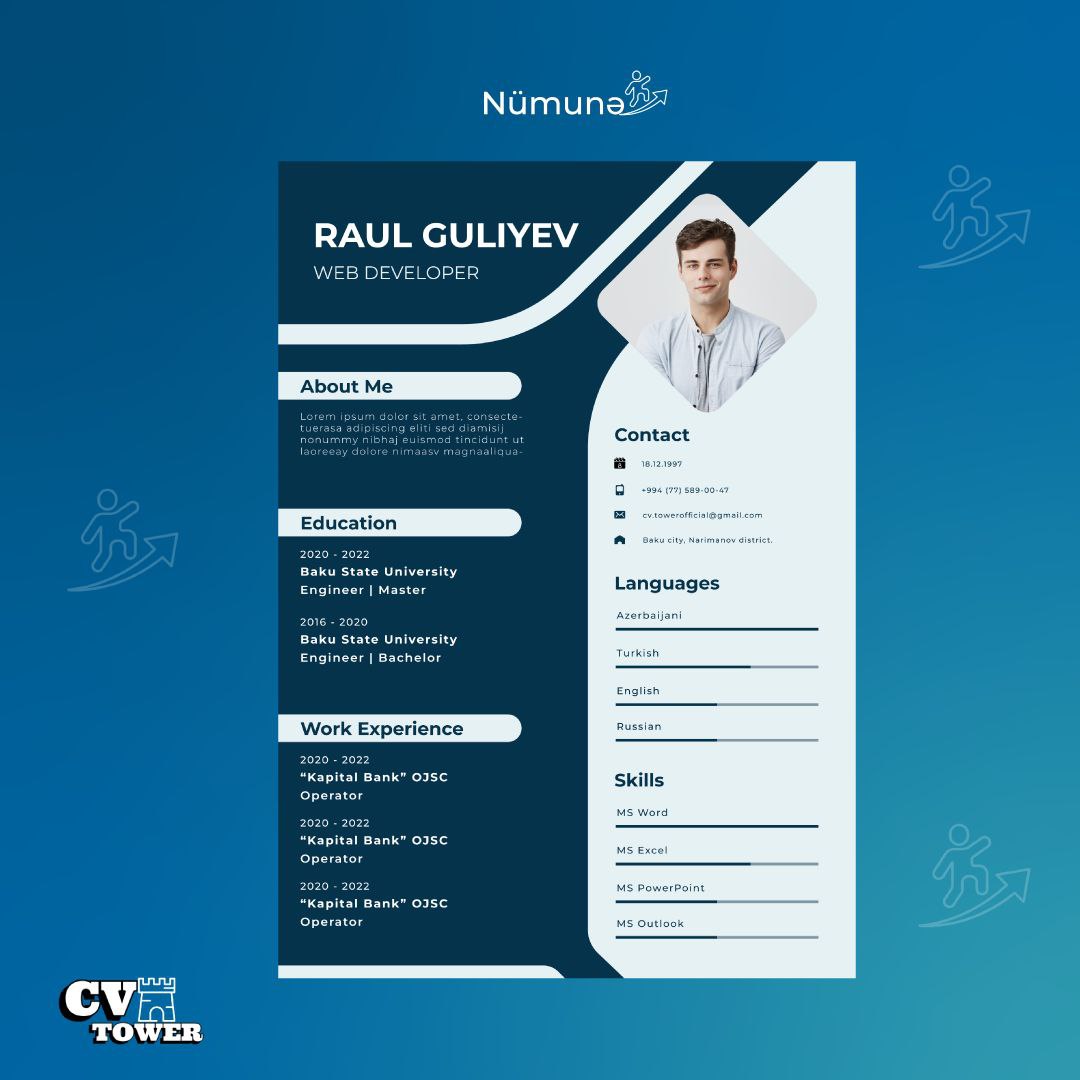 Nümunə
RAUL GULIYEV
WEB DEVELOPER
About Me
Lorem ipsum dolor sit amet, consecte-
tuerasa adipiscing eliti sed diamisij
nonummy nibhaj euismod tincidunt ut
laoreeay dolore nimaasv magnaaliqua-
Education
2020 - 2022
Baku State University
Engineer | Master
2016 - 2020
Baku State University
Engineer | Bachelor
Work Experience
2020 - 2022
“Kapital Bank” OJSC
Operator
2020 - 2022
“Kapital Bank” OJSC
Operator
2020 - 2022
“Kapital Bank” OJSC
Operator
Contact
18.12.1997
+994 (77) 589-00-47
cv.towerofficial@gmail.com
Baku city, Narimanov district.
Languages
Azerbaijani
Turkish
English
Russian
Skills
MS Word
MS Excel
MS PowerPoint
MS Outlook
CV
TOWER